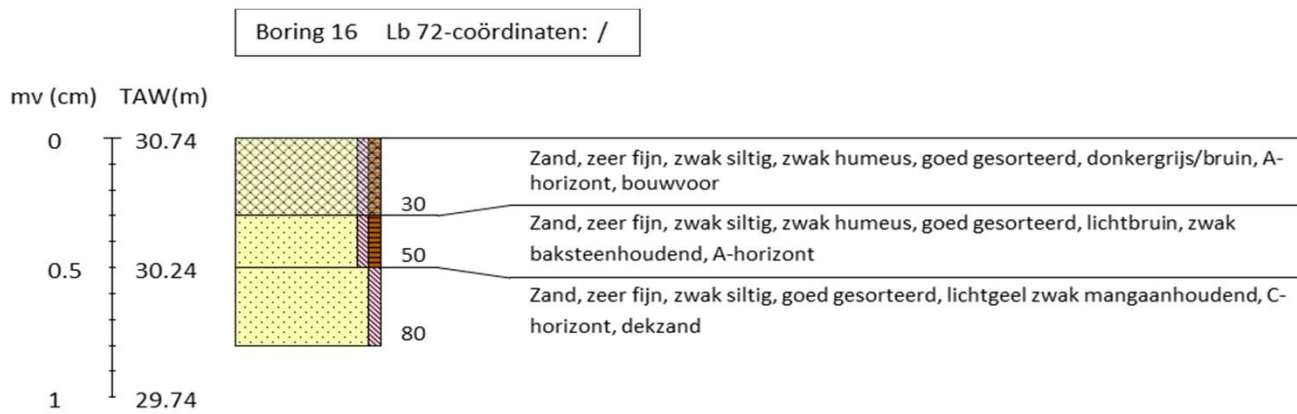 Boring 16 Lb 72-coördinaten: /
mv (cm) TAW(m)
0 30.74
Zand, zeer fijn, zwak siltig, zwak humeus, goed gesorteerd, donkergrijs/bruin, A-
horizont, bouwvoor
30
Zand, zeer fijn, zwak siltig, zwak humeus, goed gesorteerd, lichtbruin, zwak
baksteenhoudend, A-horizont
50
0.5 30.24
Zand, zeer fijn, zwak siltig, goed gesorteerd, lichtgeel zwak mangaanhoudend, C-
horizont, dekzand
80
1 29.74